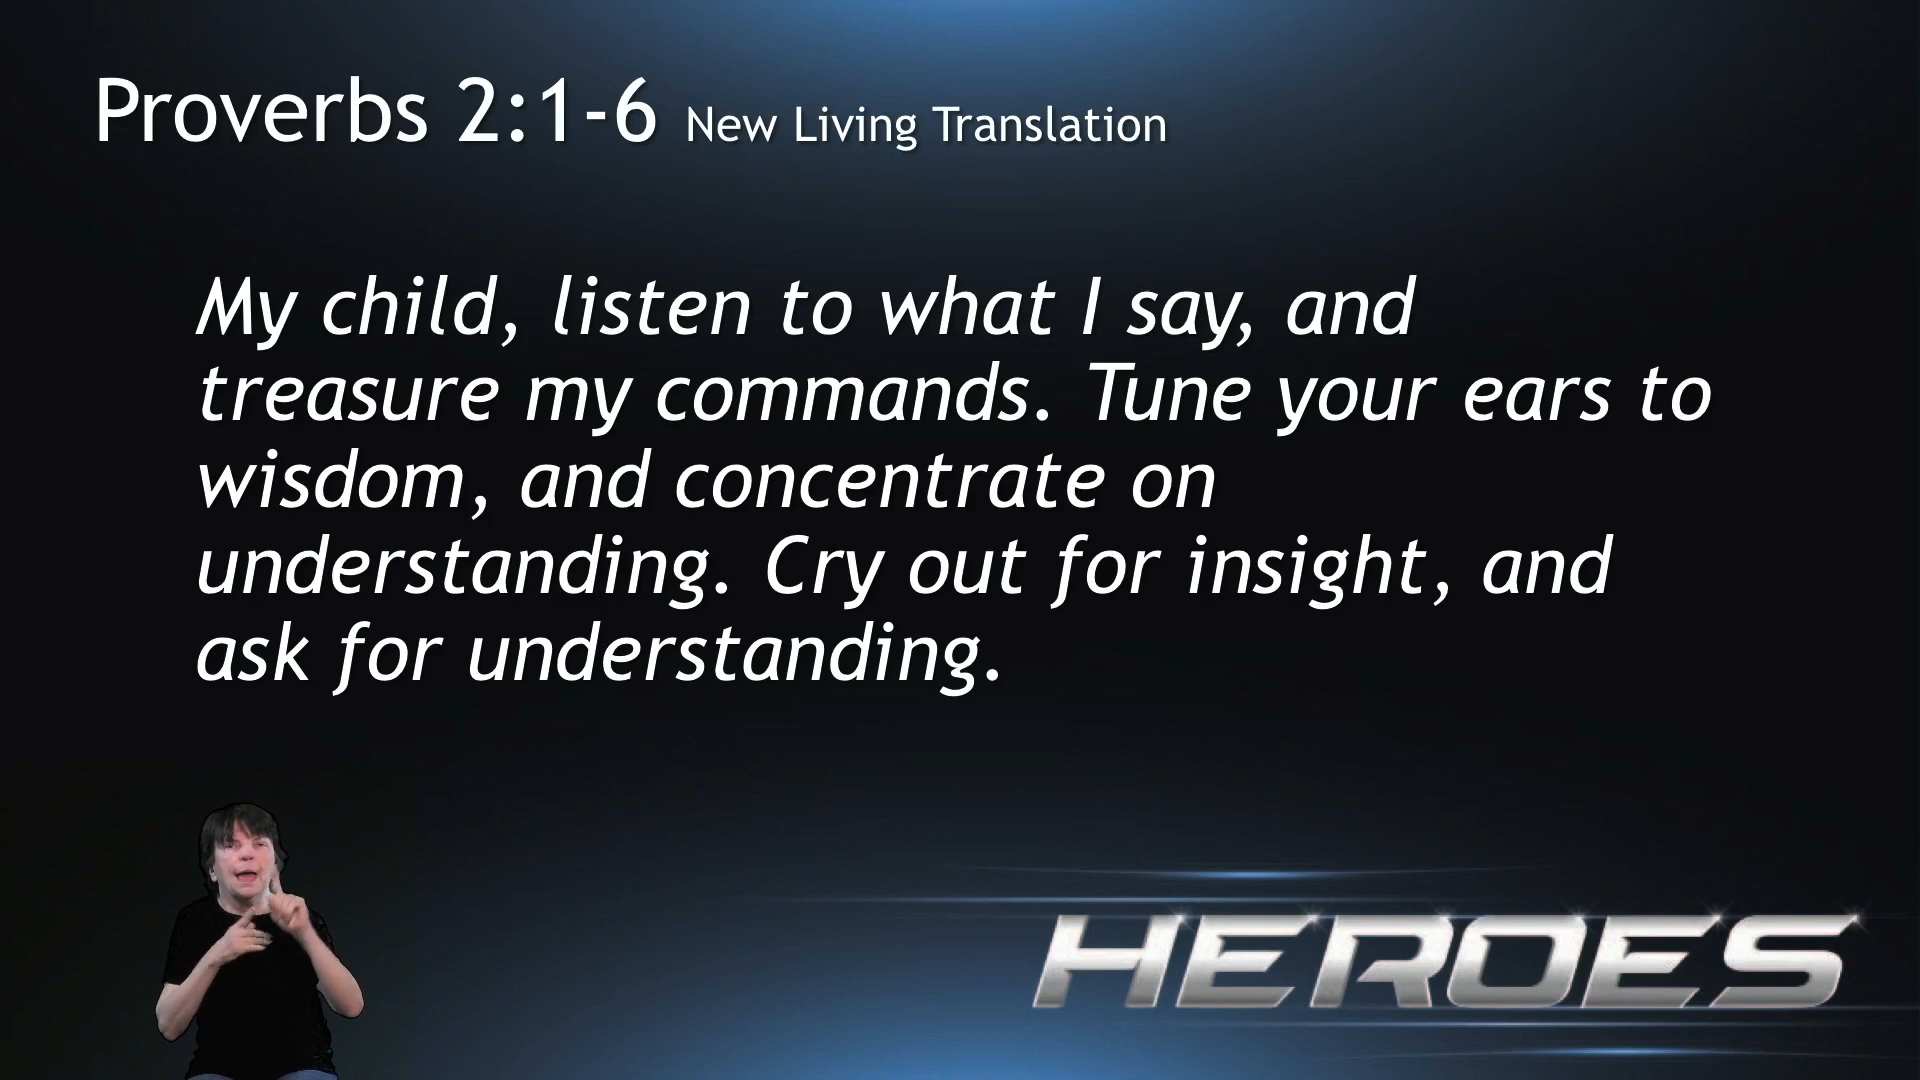 Proverbs 2:1-6 New Living Translation
My child, listen to what I say, and
treasure my commands. Tune your ears to
wisdom, and concentrate on
understanding. Cry out for insight, and
ask for understanding.
HEROES